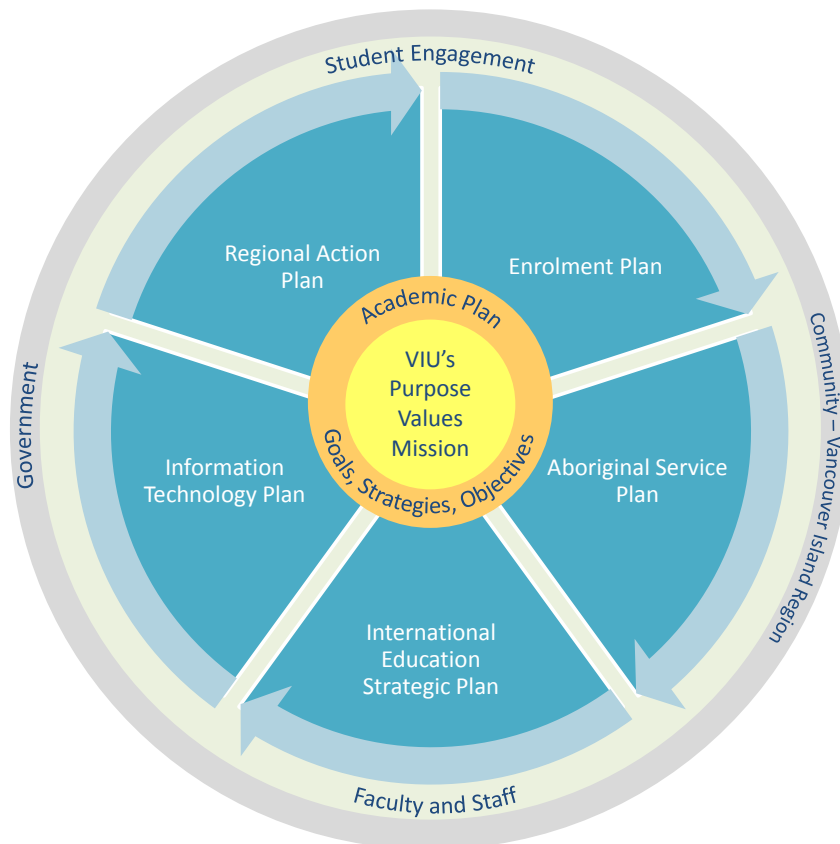 Student Engagement
Regional Action
Plan
Enrolment Plan
Academic Plan
VIU's
Purpose
Values
Mission
Goals, Strategies, Objectives
Government
Community – Vancouver Island Region
Information
Technology Plan
Aboriginal Service
Plan
International
Education
Strategic Plan
Faculty and Staff